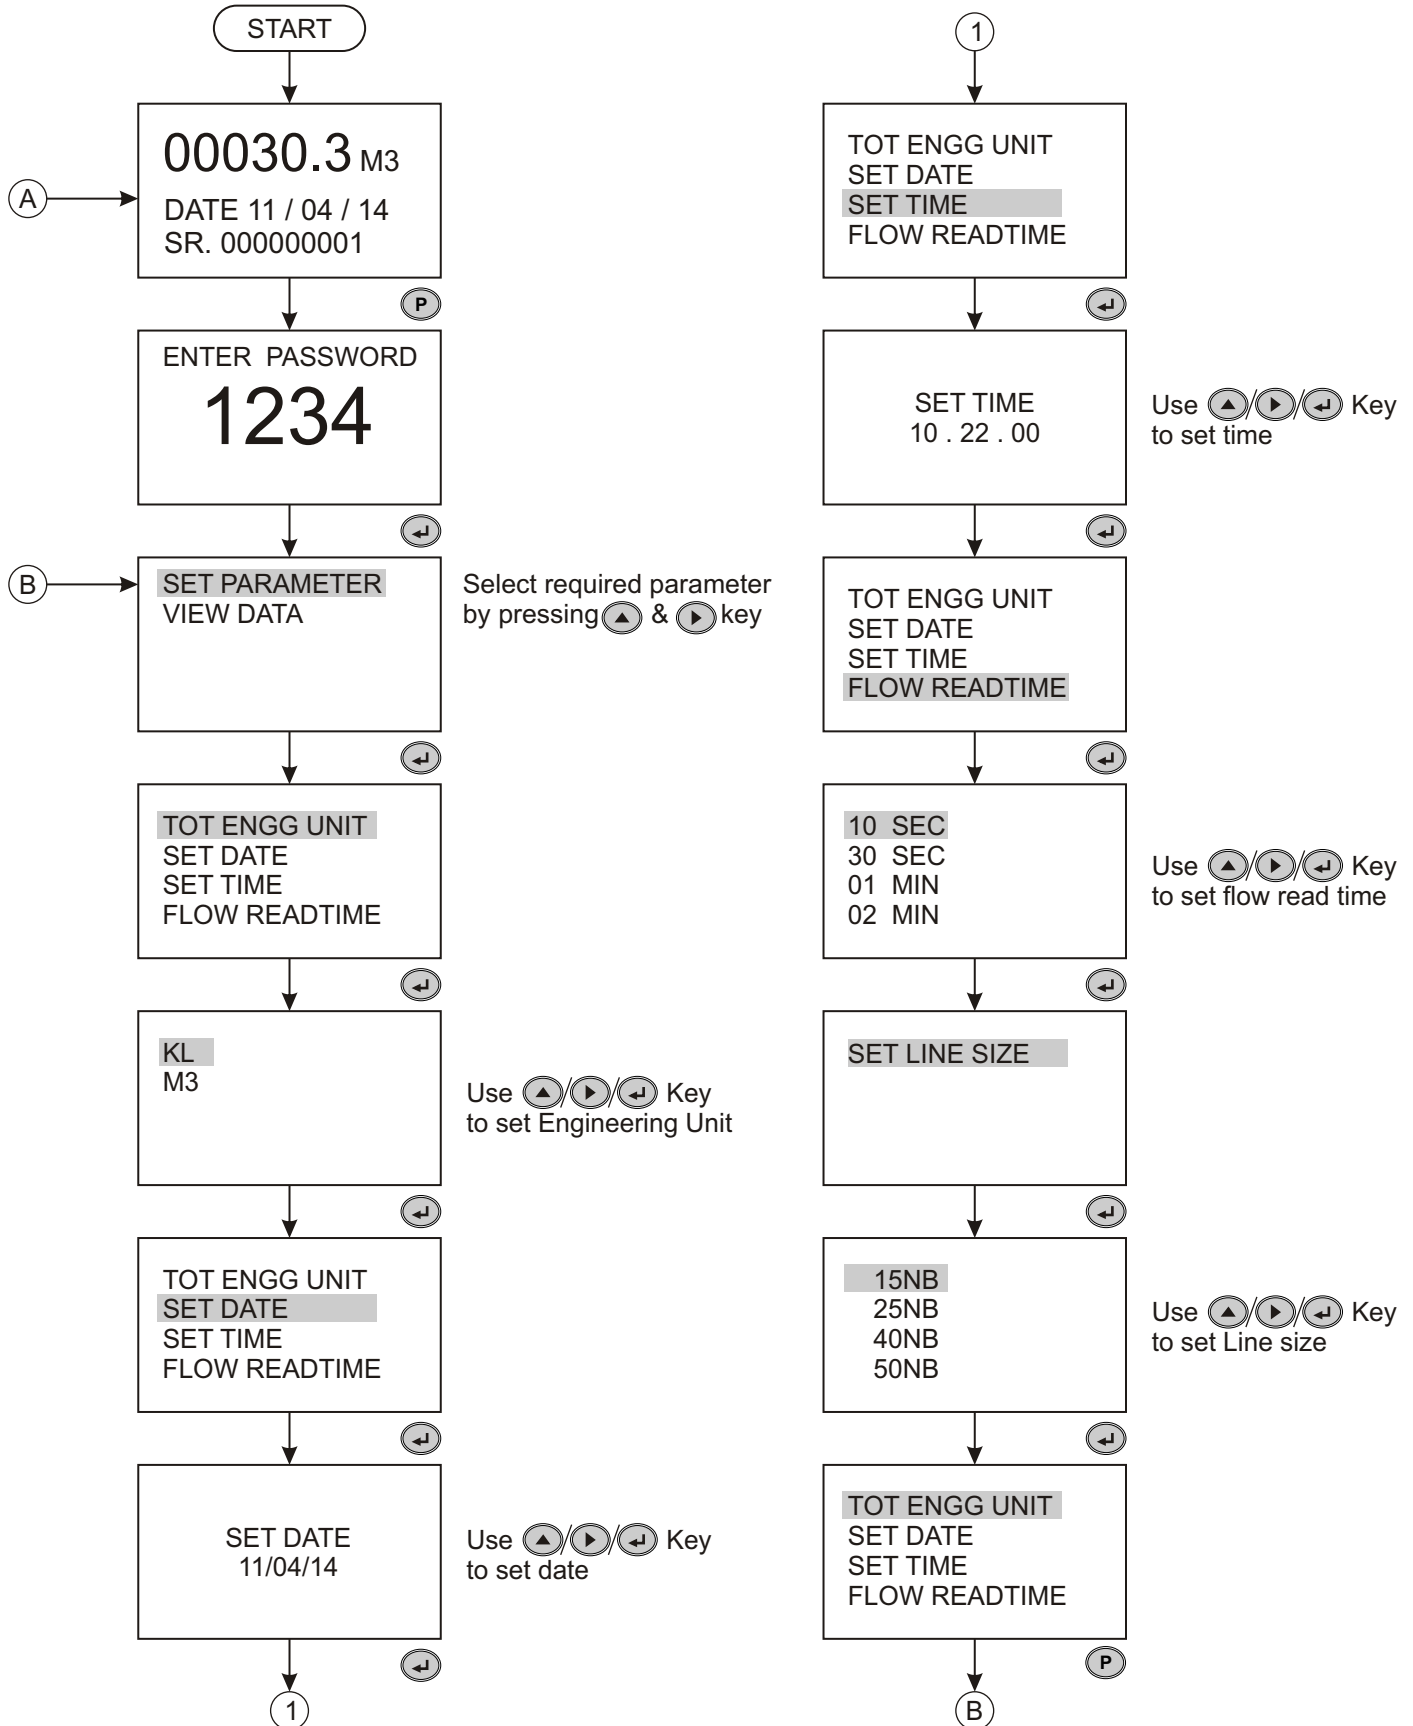 START
00030.3 M3
A
DATE 11 / 04 / 14
SR. 000000001
P
ENTER PASSWORD
1234
B
SET PARAMETER
VIEW DATA
Select required parameter
by pressing & key
TOT ENGG UNIT
SET DATE
SET TIME
FLOW READTIME
KL
M3
Use / / Key
to set Engineering Unit
TOT ENGG UNIT
SET DATE
SET TIME
FLOW READTIME
SET DATE
11/04/14
Use / / Key
to set date
1
1
TOT ENGG UNIT
SET DATE
SET TIME
FLOW READTIME
SET TIME
10 . 22 . 00
Use / / Key
to set time
TOT ENGG UNIT
SET DATE
SET TIME
FLOW READTIME
10 SEC
30 SEC
01 MIN
02 MIN
Use / / Key
to set flow read time
SET LINE SIZE
15NB
25NB
40NB
50NB
Use / / Key
to set Line size
TOT ENGG UNIT
SET DATE
SET TIME
FLOW READTIME
P
B